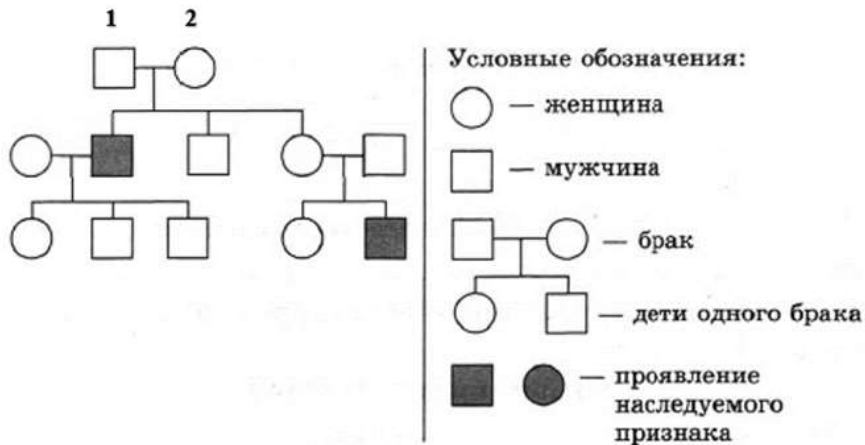 1 2
Условные обозначения:
— женщина
— мужчина
— брак
— дети одного брака
— проявление
наследуемого
признака